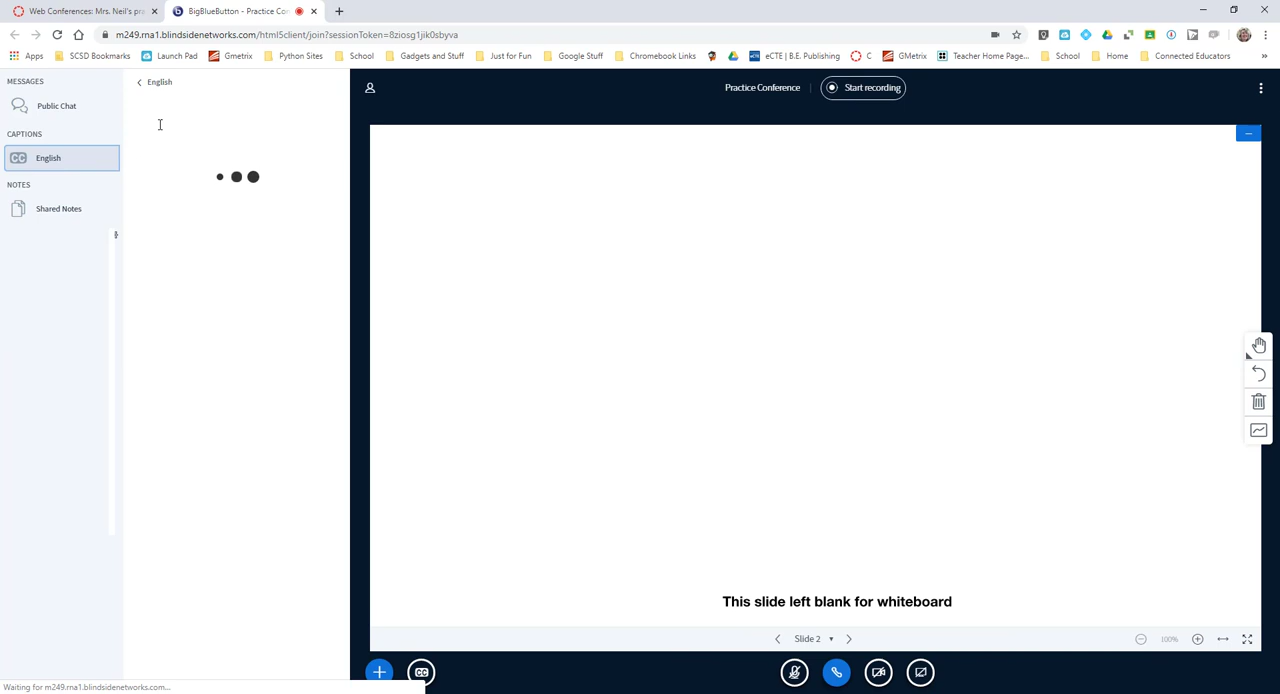 Web Conferences: Mrs. Neil's pra
BigBlueButton - Practice Con
m249.rna1.blindsidenetworks.com/html5client/join?sessionToken=8ziosg1jik0sbyva
Apps
SCSD Bookmarks
Launch Pad
Gmetrix
Python Sites
School
Gadgets and Stuff
Just for Fun
Google Stuff
Chromebook Links
eCTE | B.E. Publishing
C
GMetrix
Teacher Home Page...
School
Home
Connected Educators
»
MESSAGES
Public Chat
CAPTIONS
CC English
NOTES
Shared Notes
English
Practice Conference
Start recording
This slide left blank for whiteboard
Slide 2
100%
CC
Waiting for m249.rna1.blindsidenetworks.com...